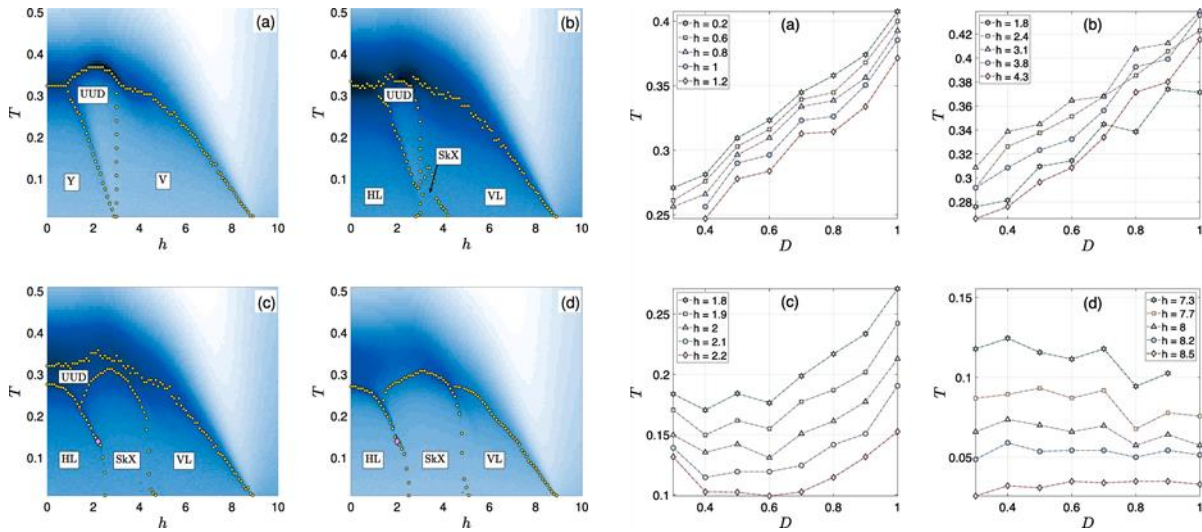 (a)
0.5
0.4
0.3
0.2
0.1
T
UUD
Y
V
0 2 4 6 8 10
h
(b)
0.5
0.4
0.3
0.2
0.1
T
UUD
SkX
HL
VL
0 2 4 6 8 10
h
(a)
h = 0.2
h = 0.6
h = 0.8
h = 1
h = 1.2
0.4
0.35
0.3
0.25
T
0.4 0.6 0.8 1
D
(b)
h = 1.8
h = 2.4
h = 3.1
h = 3.8
h = 4.3
0.42
0.4
0.38
0.36
0.34
0.32
0.3
0.28
T
0.4 0.6 0.8 1
D
(c)
0.5
0.4
0.3
0.2
0.1
T
UUD
HL
SkX
VL
0 2 4 6 8 10
h
(d)
0.5
0.4
0.3
0.2
0.1
T
HL
SkX
VL
0 2 4 6 8 10
h
(c)
h = 1.8
h = 1.9
h = 2
h = 2.1
h = 2.2
0.25
0.2
0.15
0.1
T
0.4 0.6 0.8 1
D
(d)
h = 7.3
h = 7.7
h = 8
h = 8.2
h = 8.5
0.15
0.1
0.05
T
0.4 0.6 0.8 1
D